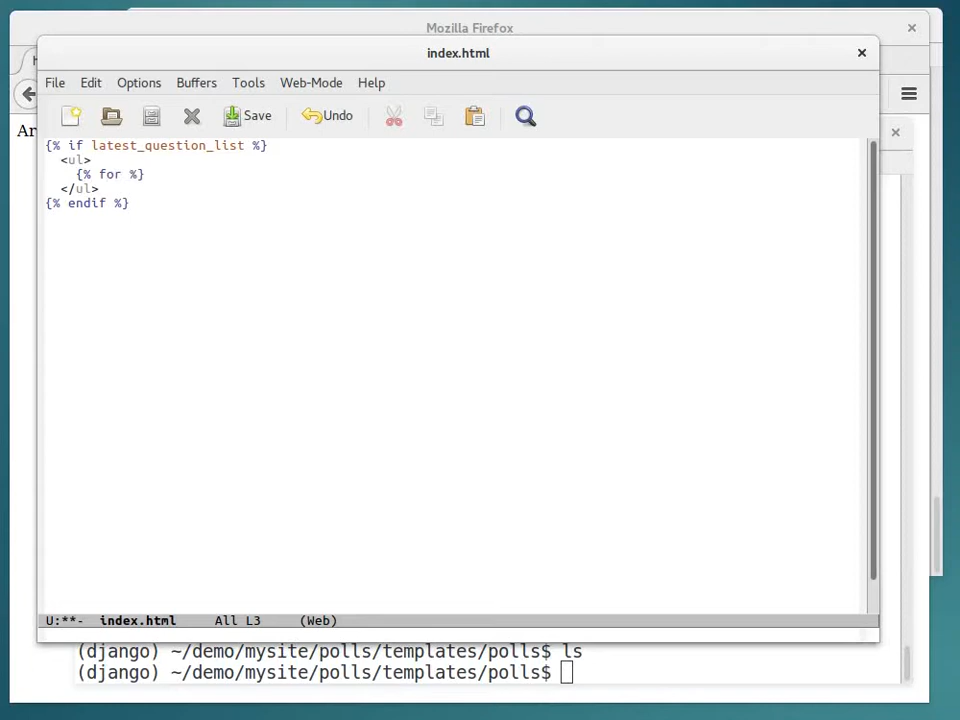 Mozilla Firefox
index.html
File Edit Options Buffers Tools Web-Mode Help
Save Undo
Ar
{% if latest_question_list %}
<ul>
{% for %}
</ul>
{% endif %}
U:**- index.html All L3 (Web)
(django) ~/demo/mysite/polls/templates/polls$ ls
(django) ~/demo/mysite/polls/templates/polls$